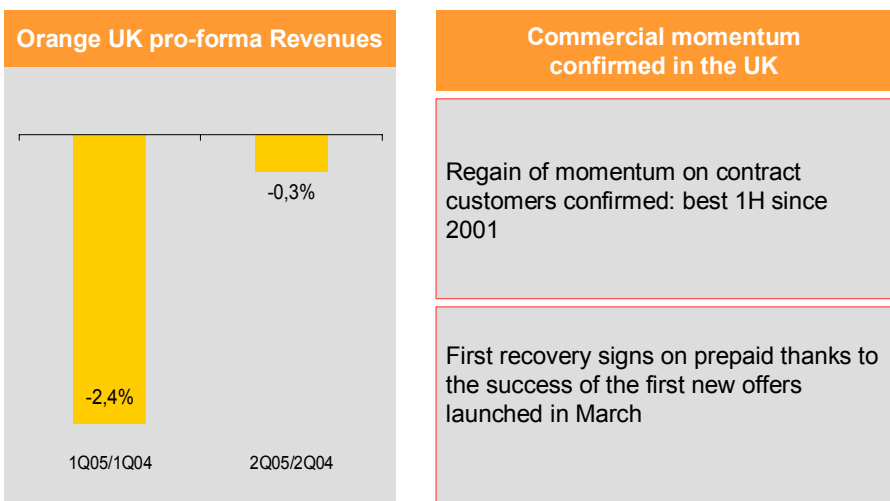 Orange UK pro-forma Revenues
-0,3%
-2,4%
1Q05/1Q04
2Q05/2Q04
Commercial momentum
confirmed in the UK
Regain of momentum on contract
customers confirmed: best 1H since
2001
First recovery signs on prepaid thanks to
the success of the first new offers
launched in March